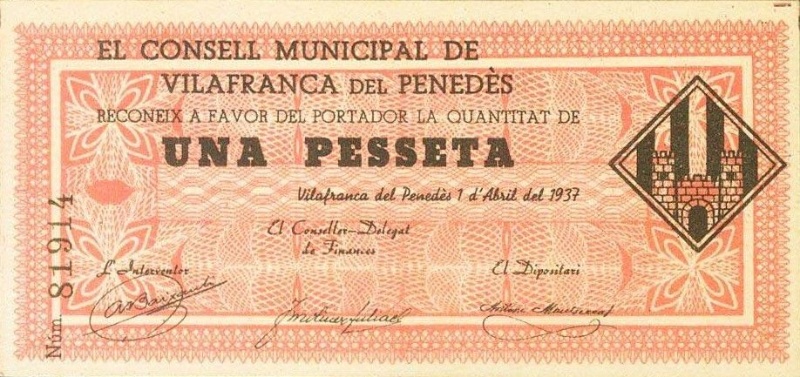 EL CONSELL MUNICIPAL DE
VILAFRANCA DEL PENEDÈS
RECONEIX A FAVOR DEL PORTADOR LA QUANTITAT DE
UNA PESSETA
Vilafranca del Penedès 1 d'Abril del 1937
El Conseller-Delegat
de Finances
L'Interventor
El Dipositari
Núm. 81914